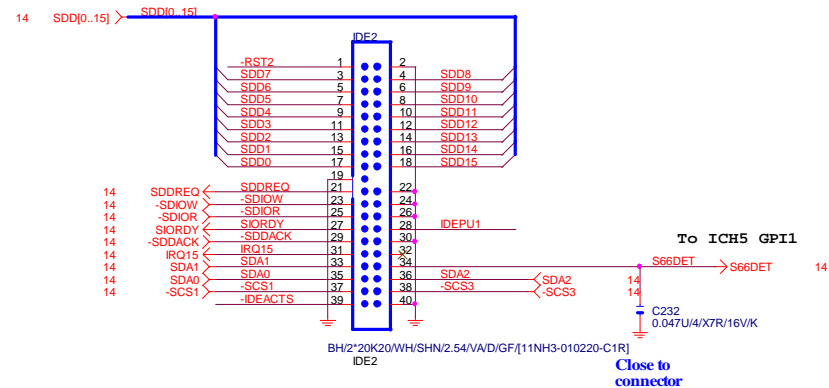 14 SDD[0..15] SDD[0..15]
IDE2
-RST2 1 2
SDD7 3 4 SDD8
SDD6 5 6 SDD9
SDD5 7 8 SDD10
SDD4 9 10 SDD11
SDD3 11 12 SDD12
SDD2 13 14 SDD13
SDD1 15 16 SDD14
SDD0 17 18 SDD15
19
14 SDDREQ SDDREQ 21 22
14 -SDIOW -SDIOW 23 24
14 -SDIOR -SDIOR 25 26
14 SIORDY SIORDY 27 28 IDEPU1
14 -SDDACK -SDDACK 29 30
14 IRQ15 IRQ15 31 32
To ICH5 GPI1
14 SDA1 SDA1 33 34 S66DET S66DET 14
14 SDA0 SDA0 35 36 SDA2 SDA2 14
14 -SCS1 -SCS1 37 38 -SCS3 -SCS3 14
-IDEACTS 39 40
C232
0.047U/4/X7R/16V/K
BH/2*20K20/WH/SHN/2.54/VA/D/GF/[11NH3-010220-C1R]
IDE2
Close to
connector